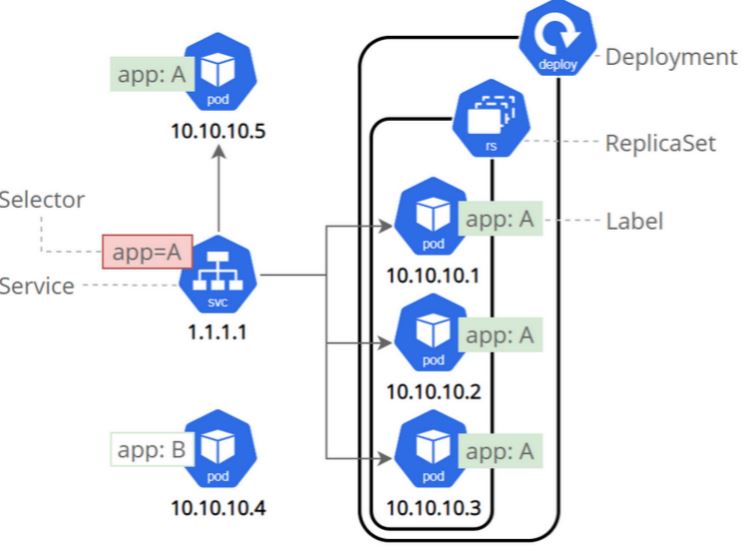 deploy
Deployment
app: A
pod
10.10.10.5
rs
ReplicaSet
Selector
app=A
Service
svc
1.1.1.1
pod
app: A
Label
10.10.10.1
pod
app: A
10.10.10.2
app: B
pod
10.10.10.4
pod
app: A
10.10.10.3